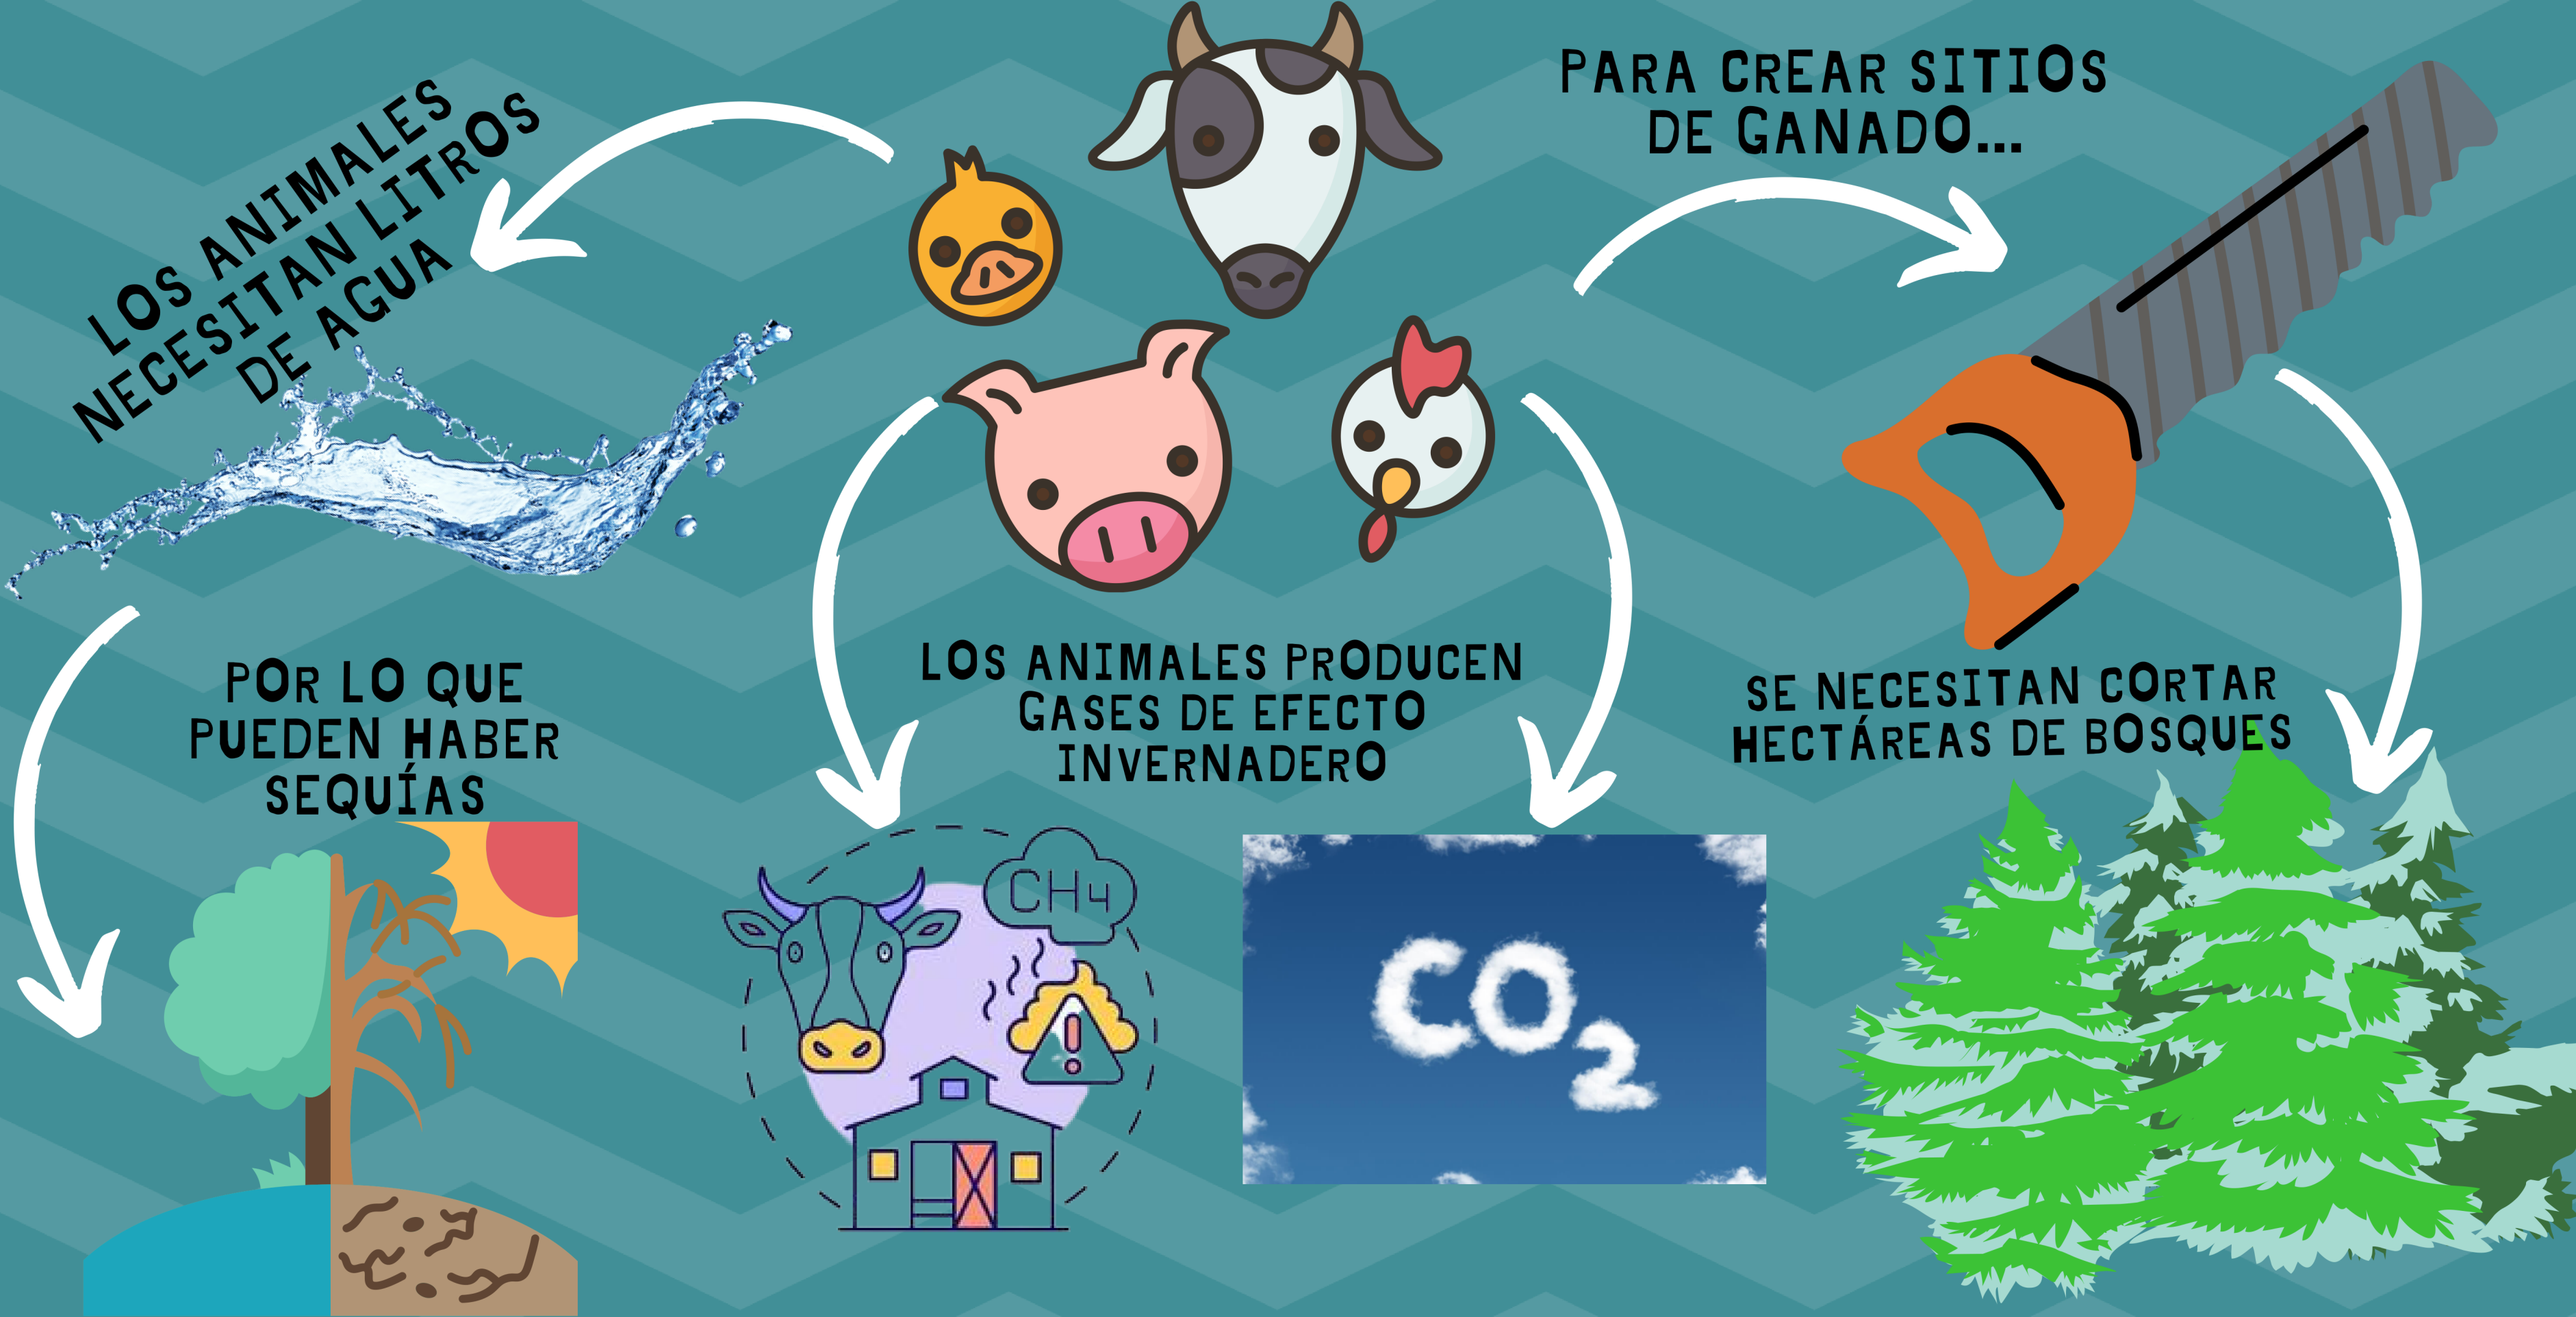 LOS ANIMALES
NECESITAN LITROS
DE AGUA
PARA CREAR SITIOS
DE GANADO...
POR LO QUE
PUEDEN HABER
SEQUÍAS
LOS ANIMALES PRODUCEN
GASES DE EFECTO
INVERNADERO
SE NECESITAN CORTAR
HECTÁREAS DE BOSQUES
CH4
CO2